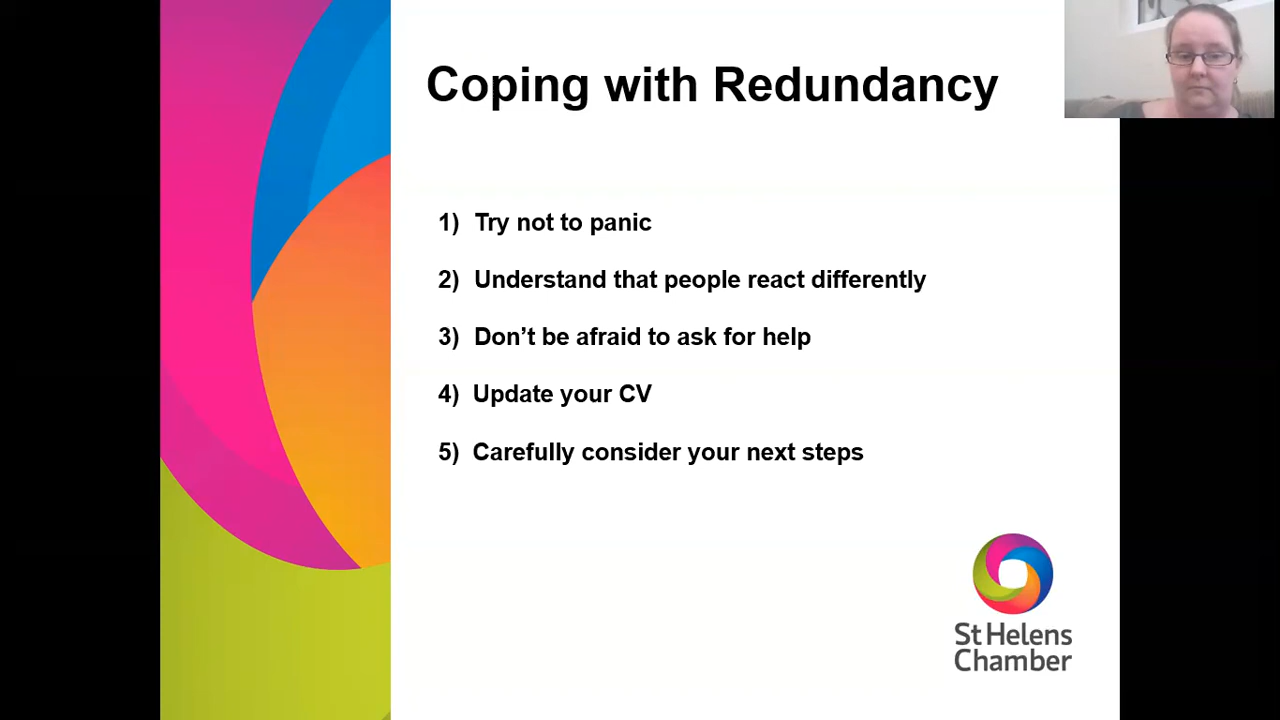 Coping with Redundancy
1) Try not to panic
2) Understand that people react differently
3) Don’t be afraid to ask for help
4) Update your CV
5) Carefully consider your next steps
St Helens
Chamber